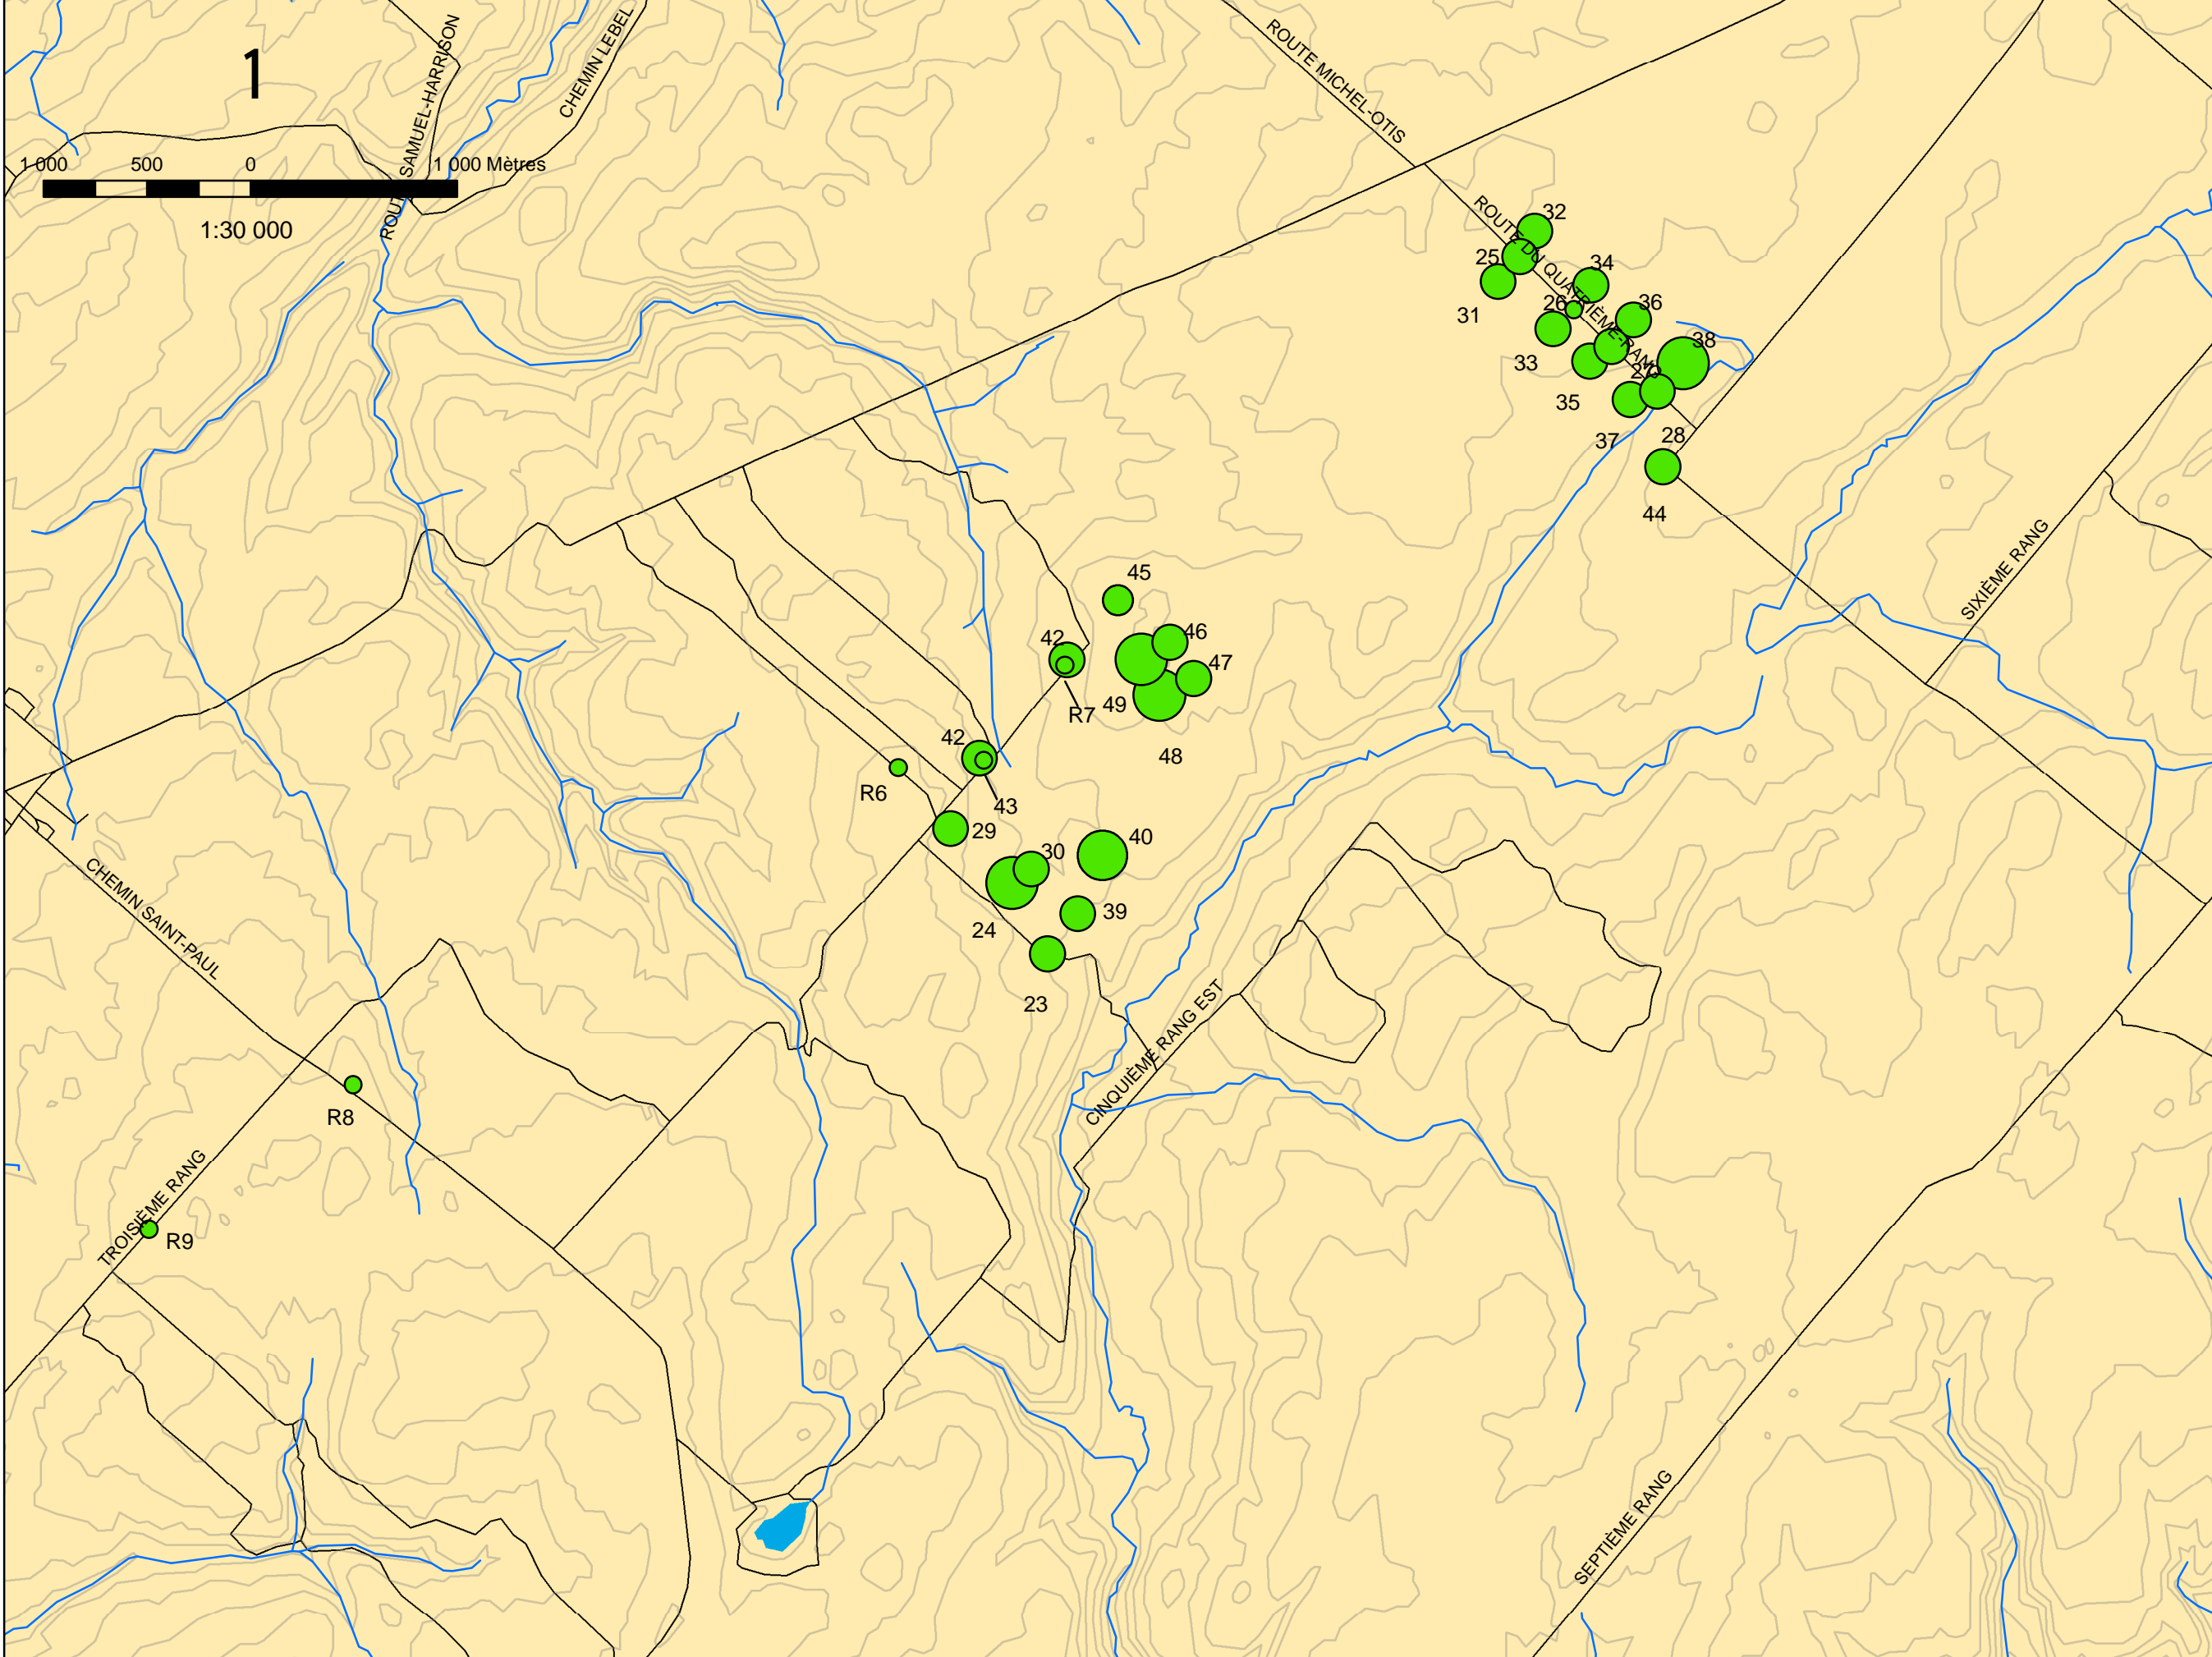 1
ROUTE SAMUEL-HARRISON
CHEMIN LEBEL
ROUTE MICHEL-OTIS
1 000 500 0 1 000 Mètres
1:30 000
ROUTE DU QUATRIÈME-RANG
32
25
34
31
26
36
33
38
27
35
37
28
44
SIXIÈME RANG
45
42
46
47
R7
49
48
42
R6
43
29
40
30
39
24
23
CHEMIN SAINT-PAUL
CINQUIÈME RANG EST
R8
TROISIÈME RANG
R9
SEPTIÈME RANG